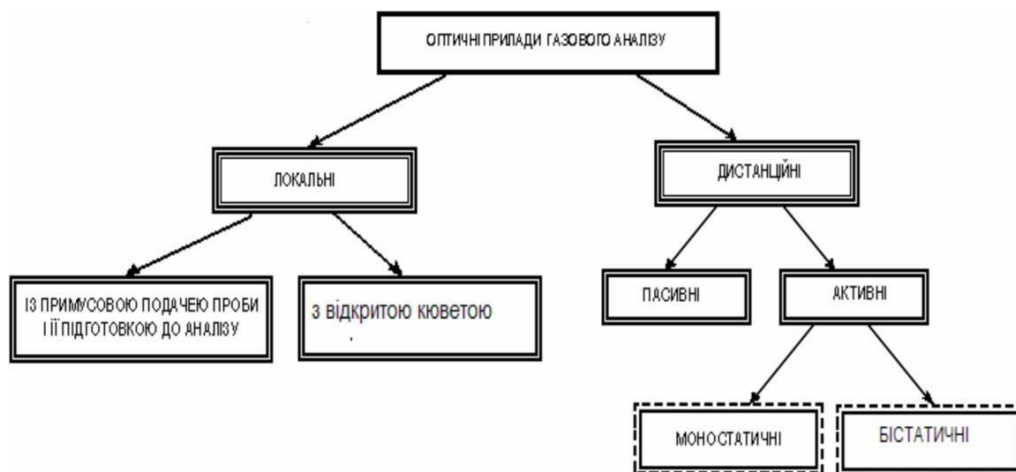 ОПТИЧНІ ПРИЛАДИ ГАЗОВОГО АНАЛІЗУ
ЛОКАЛЬНІ
ДИСТАНЦІЙНІ
ІЗ ПРИМУСОВОЮ ПОДАЧЕЮ ПРОБИ
І ЇЇ ПІДГОТОВКОЮ ДО АНАЛІЗУ
з відкритою кюветою
.
ПАСИВНІ
АКТИВНІ
МОНОСТАТИЧНІ
БІСТАТИЧНІ